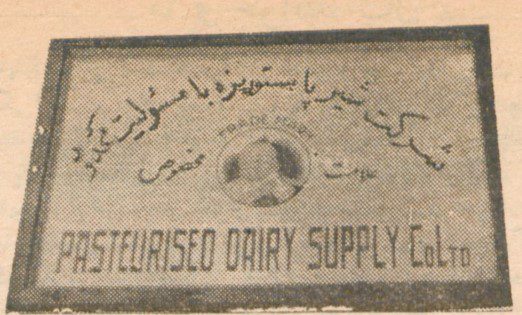 شرکت شیر پاستوریزه با مسئولیت محدود
TRADE MARK
علامت مخصوص
PASTEURISED DAIRY SUPPLY Co LTD